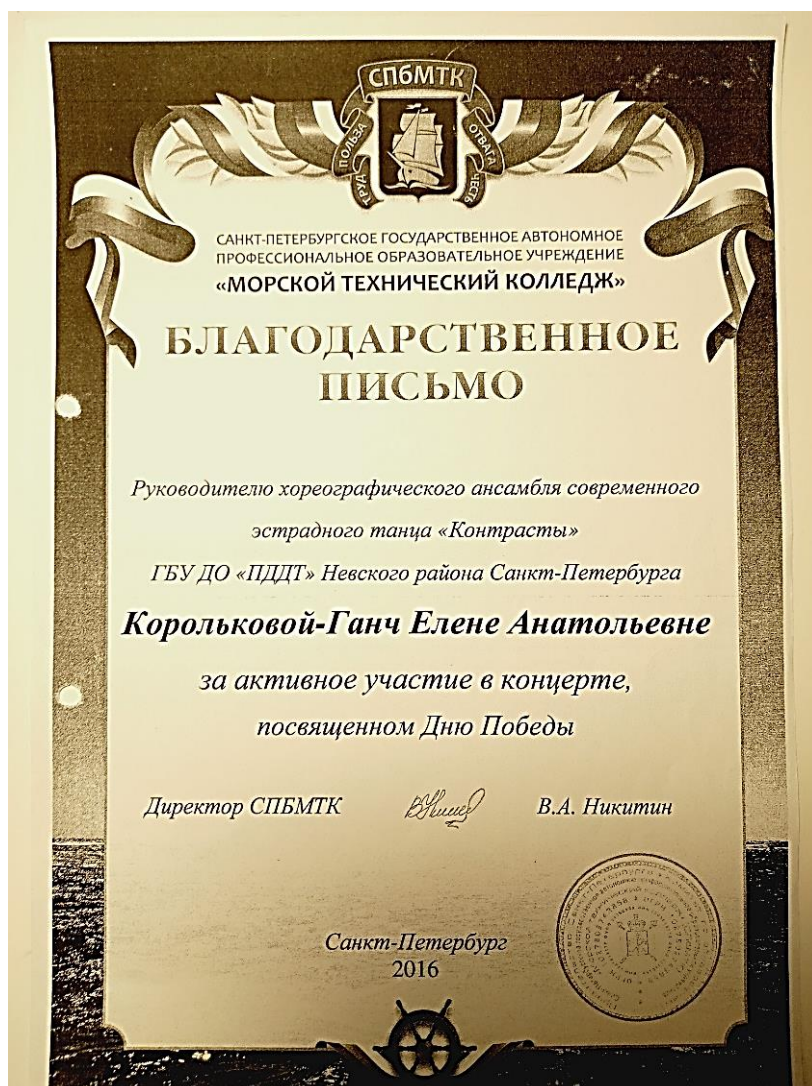 СПбМТК
ТРУД ПОЛЬЗА ОТВАГА ЧЕСТЬ
САНКТ-ПЕТЕРБУРГСКОЕ ГОСУДАРСТВЕННОЕ АВТОНОМНОЕ
ПРОФЕССИОНАЛЬНОЕ ОБРАЗОВАТЕЛЬНОЕ УЧРЕЖДЕНИЕ
«МОРСКОЙ ТЕХНИЧЕСКИЙ КОЛЛЕДЖ»
БЛАГОДАРСТВЕННОЕ
ПИСЬМО
Руководителю хореографического ансамбля современного
эстрадного танца «Контрасты»
ГБУ ДО «ПДДТ» Невского района Санкт-Петербурга
Корольковой-Ганч Елене Анатольевне
за активное участие в концерте,
посвященном Дню Победы
Директор СПБМТК В.А. Никитин
Санкт-Петербург
2016